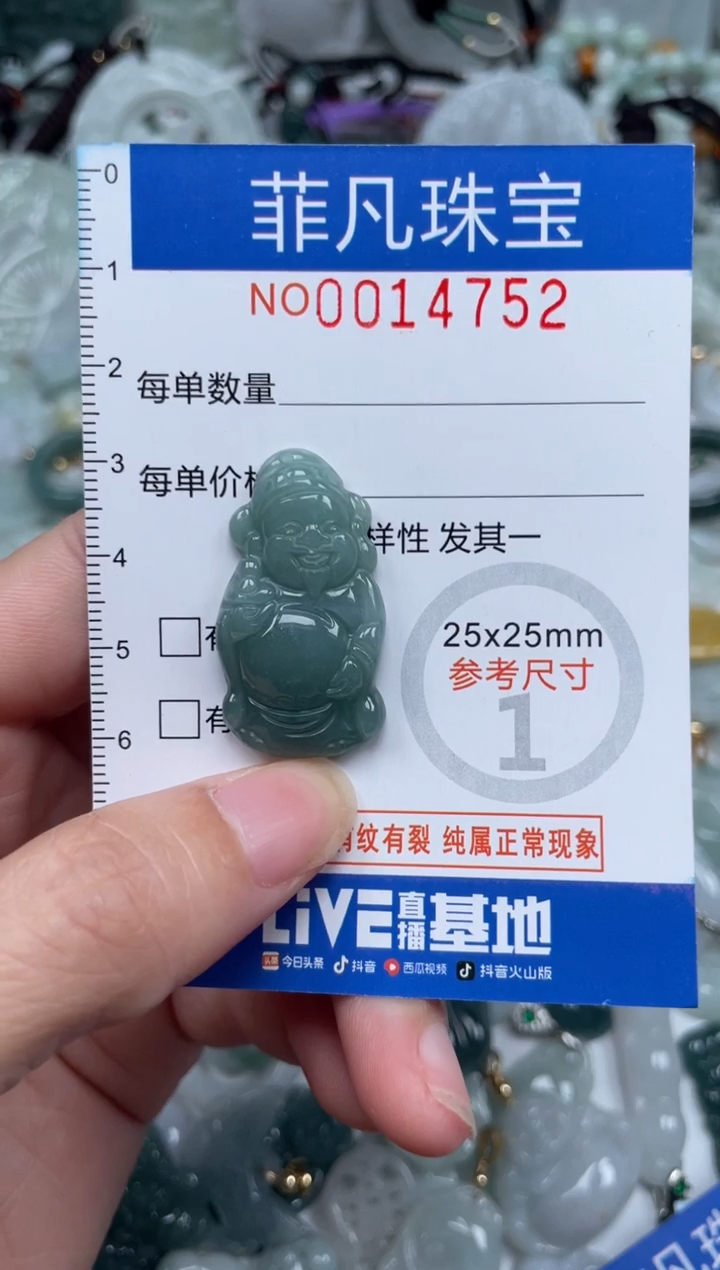 0
菲凡珠宝
1
NO0014752
2
每单数量
3
每单价
样性 发其一
4
25x25mm
5
参考尺寸
1
6
有纹有裂 纯属正常现象
LiVE直播基地
头条 今日头条 抖音 西瓜视频 抖音火山版